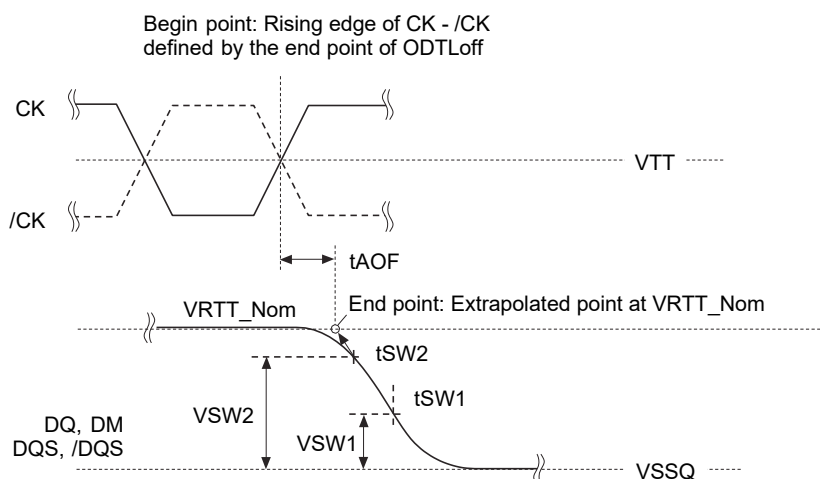 Begin point: Rising edge of CK - /CK
defined by the end point of ODTLoff
CK
VTT
/CK
tAOF
VRTT_Nom
End point: Extrapolated point at VRTT_Nom
tSW2
tSW1
VSW2
VSW1
DQ, DM
DQS, /DQS
VSSQ